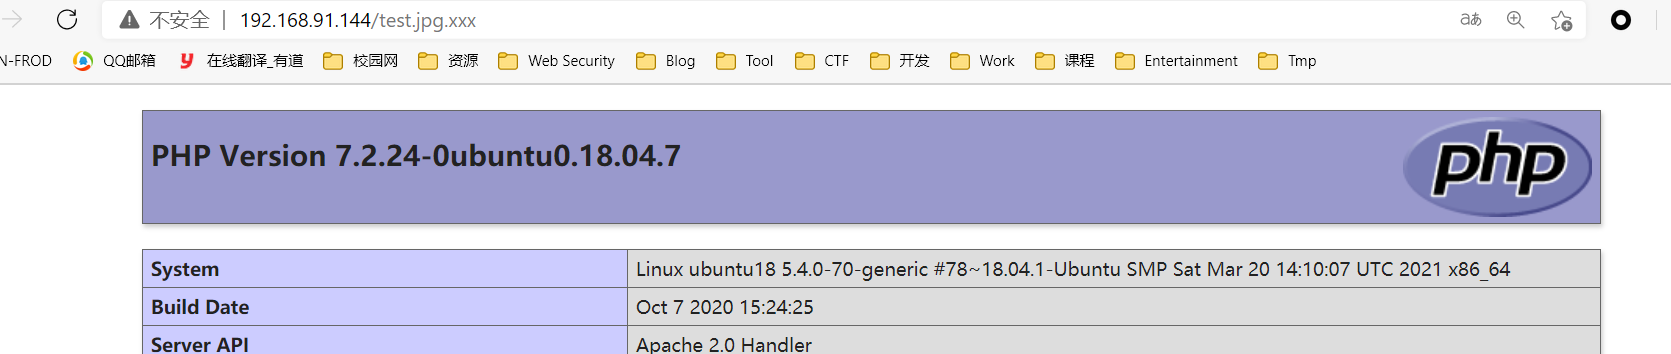 不安全 | 192.168.91.144/test.jpg.xxx aあ
N-FROD QQ邮箱 在线翻译_有道 校园网 资源 Web Security Blog Tool CTF 开发 Work 课程 Entertainment Tmp
PHP Version 7.2.24-0ubuntu0.18.04.7 php
System Linux ubuntu18 5.4.0-70-generic #78~18.04.1-Ubuntu SMP Sat Mar 20 14:10:07 UTC 2021 x86_64
Build Date Oct 7 2020 15:24:25
Server API Apache 2.0 Handler